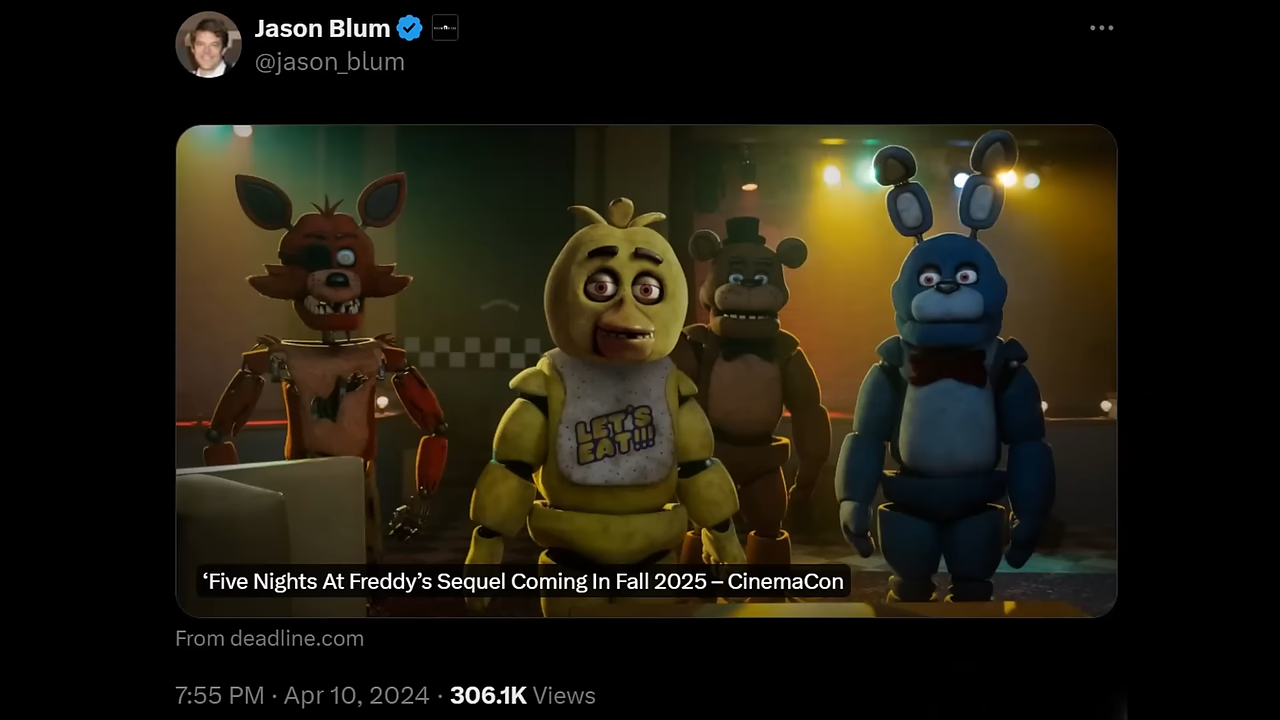 Jason Blum
@jason_blum
LET'S
EAT!!!
‘Five Nights At Freddy’s Sequel Coming In Fall 2025 – CinemaCon
From deadline.com
7:55 PM · Apr 10, 2024 · 306.1K Views